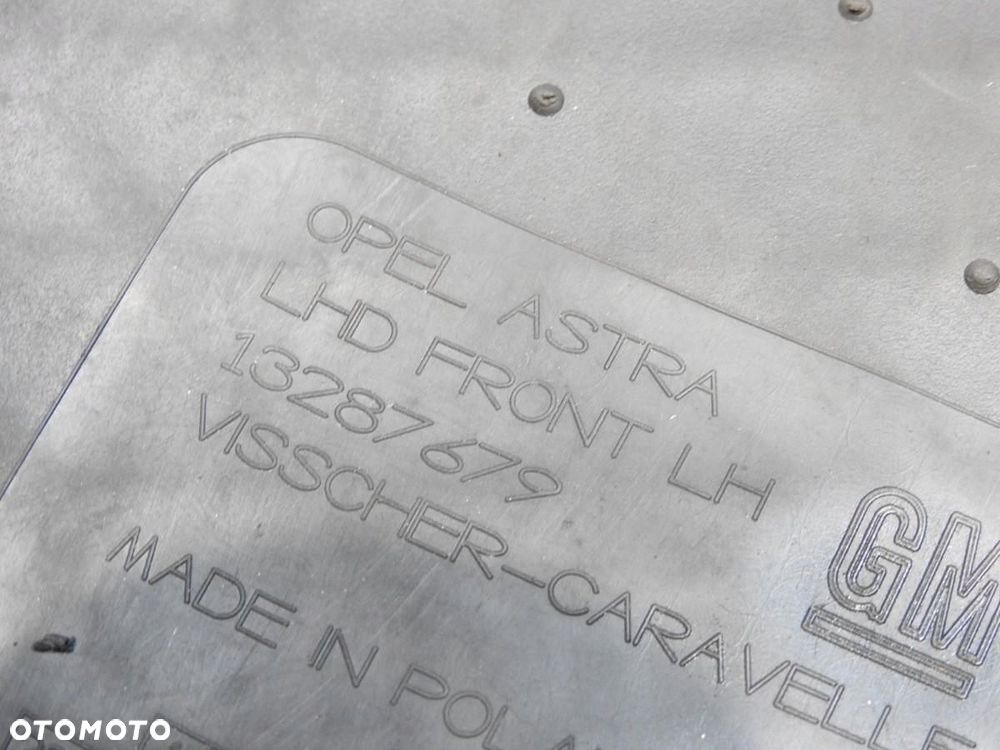 OPEL ASTRA
LHD FRONT LH
13287679
VISSCHER-CARAVELLE
GM
MADE IN POLA
OTOMOTO